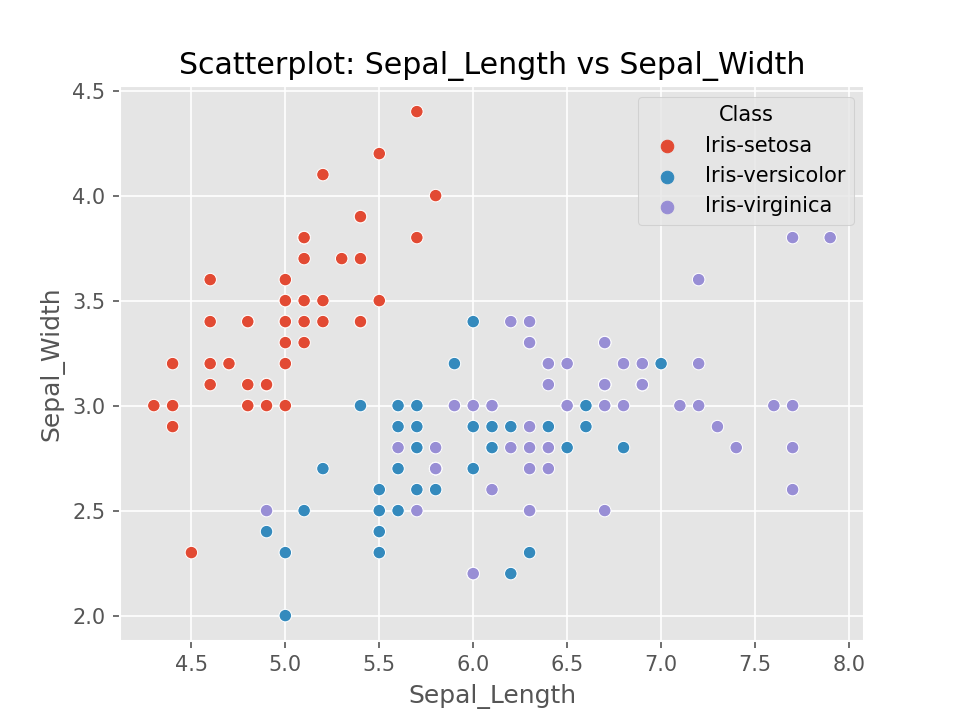 Scatterplot: Sepal_Length vs Sepal_Width
Class
Iris-setosa
Iris-versicolor
Iris-virginica
4.5
4.0
3.5
3.0
2.5
2.0
Sepal_Width
4.5 5.0 5.5 6.0 6.5 7.0 7.5 8.0
Sepal_Length